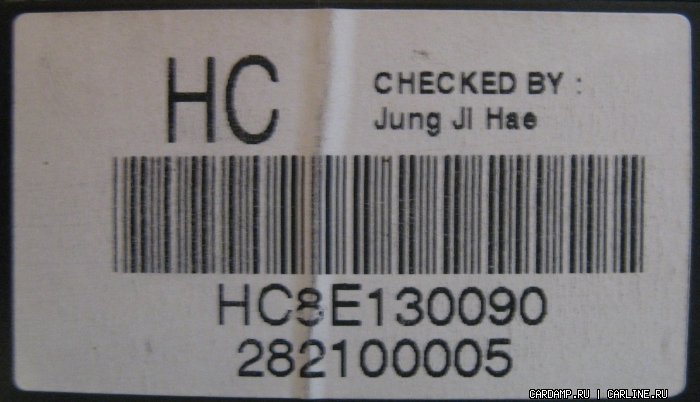 HC
CHECKED BY :
Jung Ji Hae
HC8E130090
282100005
CARDAMP.RU | CARLINE.RU